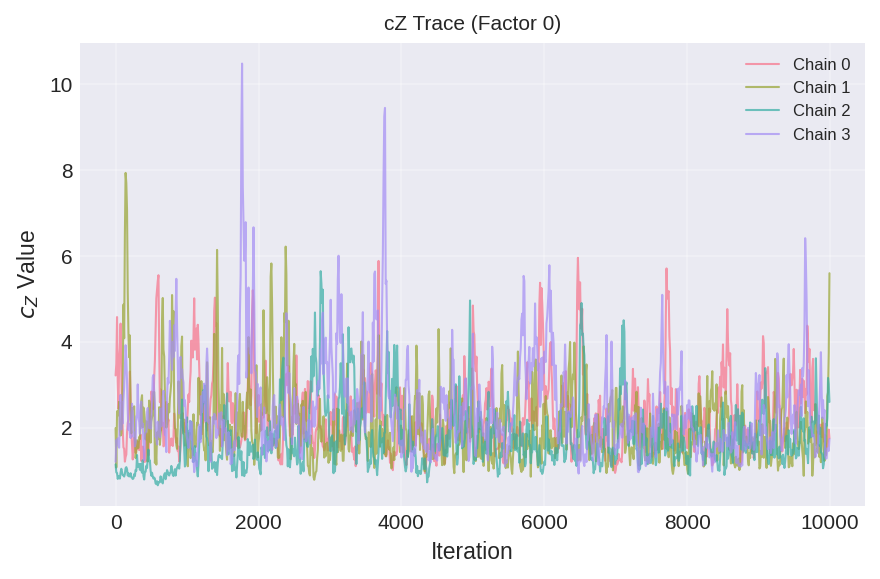 cZ Trace (Factor 0)
Chain 0
Chain 1
Chain 2
Chain 3
10
8
6
4
2
cZ Value
0 2000 4000 6000 8000 10000
Iteration